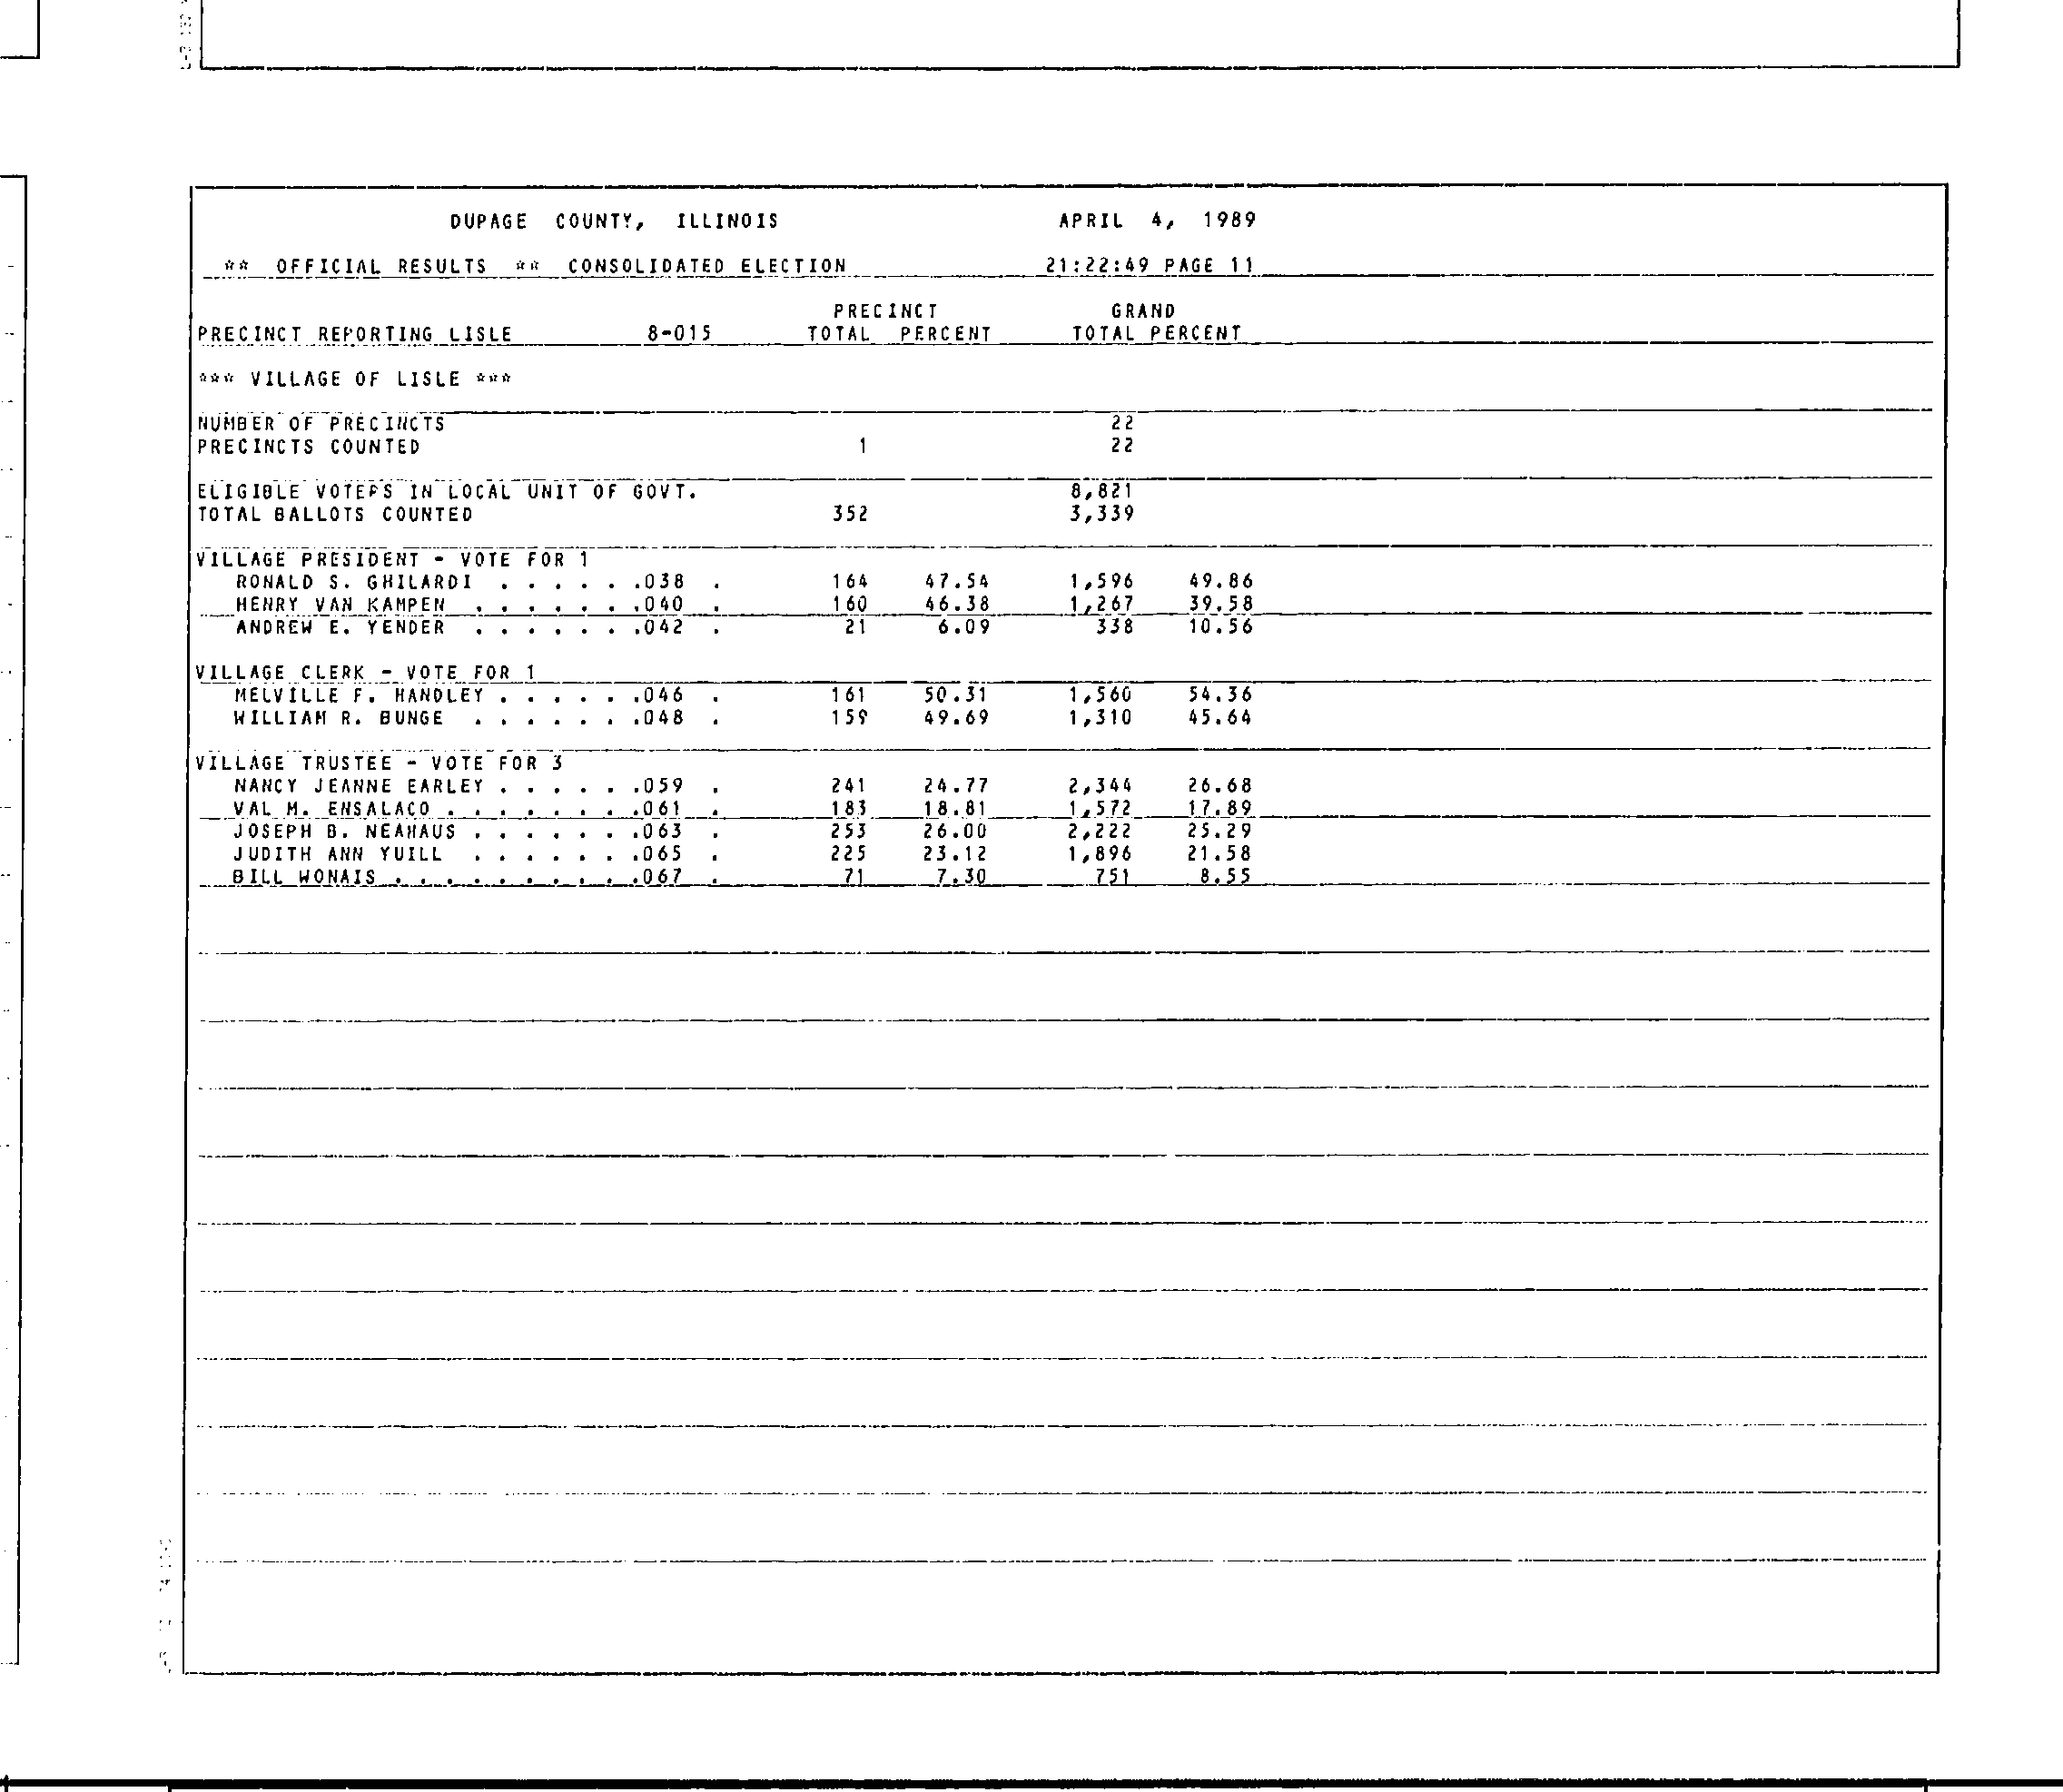 DUPAGE COUNTY, ILLINOIS APRIL 4, 1989
** OFFICIAL RESULTS ** CONSOLIDATED ELECTION 21:22:49 PAGE 11
PRECINCT GRAND
PRECINCT REPORTING LISLE 8-015 TOTAL PERCENT TOTAL PERCENT
*** VILLAGE OF LISLE ***
NUMBER OF PRECINCTS 22
PRECINCTS COUNTED 1 22
ELIGIBLE VOTERS IN LOCAL UNIT OF GOVT. 8,821
TOTAL BALLOTS COUNTED 352 3,339
VILLAGE PRESIDENT - VOTE FOR 1
RONALD S. GHILARDI . . . . . .038 . 164 47.54 1,596 49.86
HENRY VAN KAMPEN . . . . . . .040 . 160 46.38 1,267 39.58
ANDREW E. YENDER . . . . . . .042 . 21 6.09 338 10.56
VILLAGE CLERK - VOTE FOR 1
MELVILLE F. HANDLEY . . . . . .046 . 161 50.31 1,560 54.36
WILLIAM R. BUNGE . . . . . . .048 . 159 49.69 1,310 45.64
VILLAGE TRUSTEE - VOTE FOR 3
NANCY JEANNE EARLEY . . . . . .059 . 241 24.77 2,344 26.68
VAL M. ENSALACO . . . . . . . .061 . 183 18.81 1,572 17.89
JOSEPH B. NEAHAUS . . . . . . .063 . 253 26.00 2,222 25.29
JUDITH ANN YUILL . . . . . . .065 . 225 23.12 1,896 21.58
BILL WONAIS . . . . . . . . . .067 . 71 7.30 751 8.55